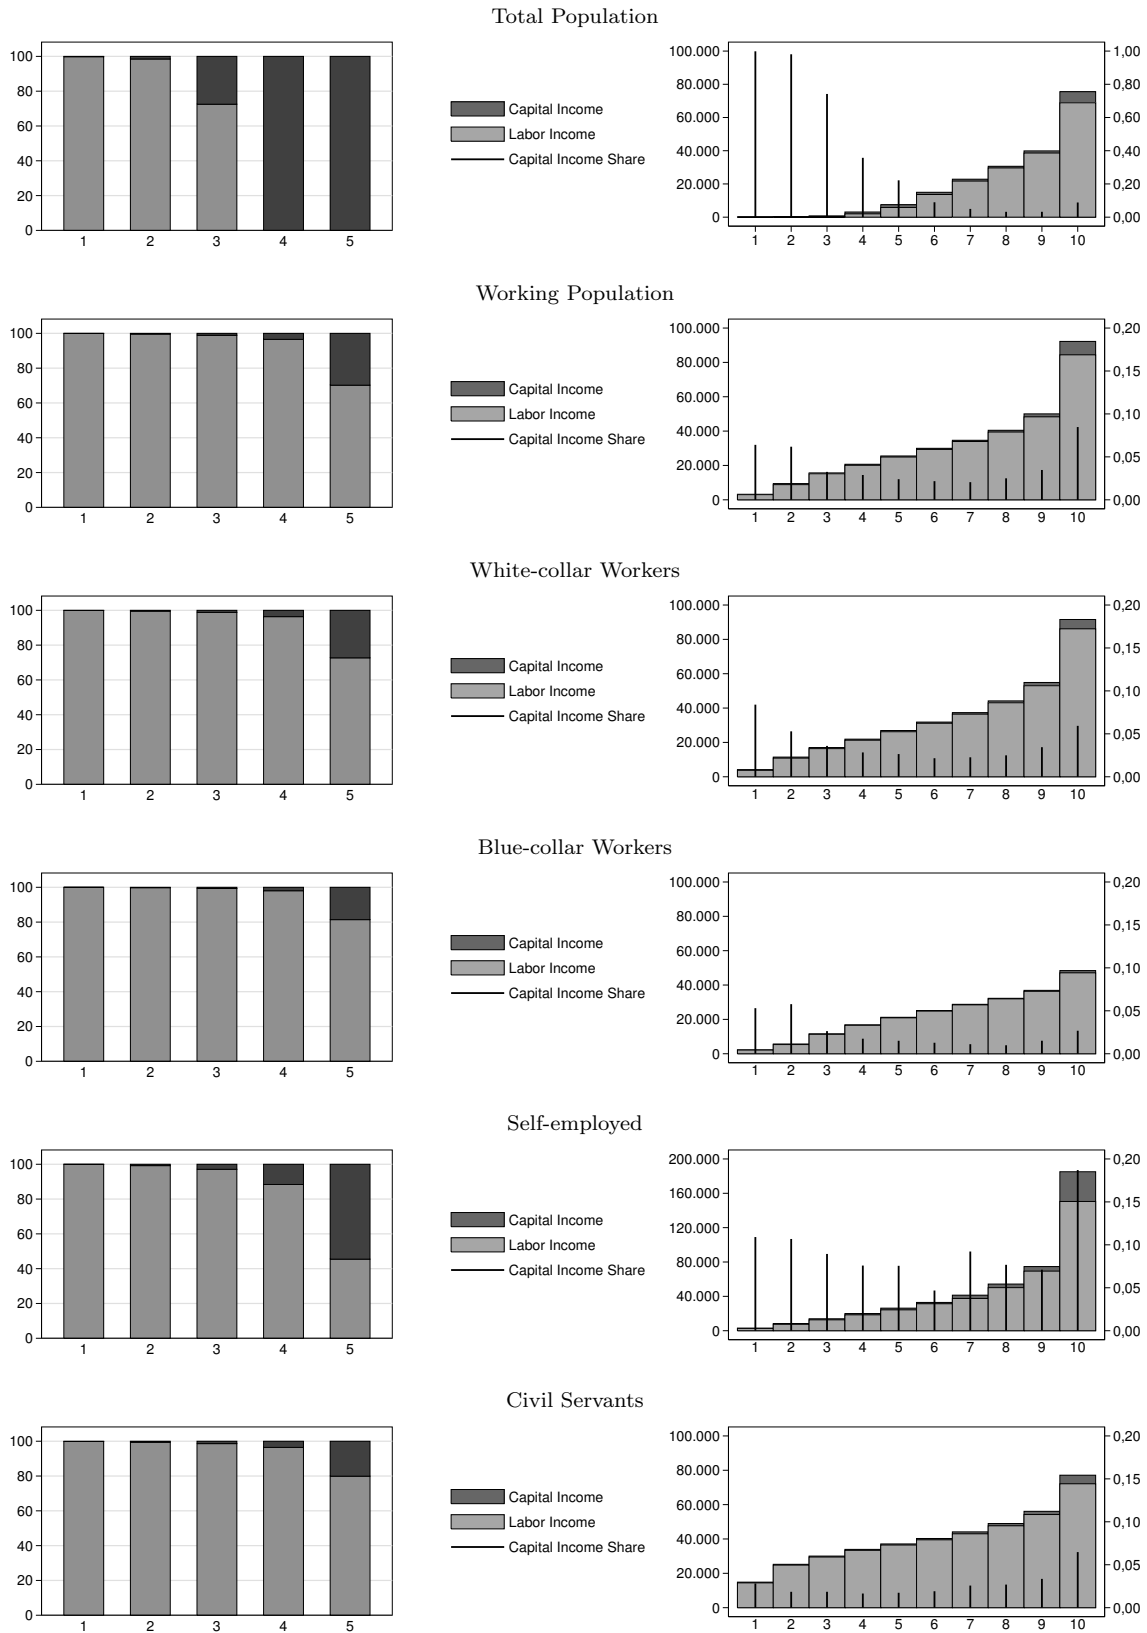 Total Population
100
80
60
40
20
0
1 2 3 4 5
Capital Income
Labor Income
Capital Income Share
100.000
80.000
60.000
40.000
20.000
0
1,00
0,80
0,60
0,40
0,20
0,00
1 2 3 4 5 6 7 8 9 10
Working Population
100
80
60
40
20
0
1 2 3 4 5
Capital Income
Labor Income
Capital Income Share
100.000
80.000
60.000
40.000
20.000
0
0,20
0,15
0,10
0,05
0,00
1 2 3 4 5 6 7 8 9 10
White-collar Workers
100
80
60
40
20
0
1 2 3 4 5
Capital Income
Labor Income
Capital Income Share
100.000
80.000
60.000
40.000
20.000
0
0,20
0,15
0,10
0,05
0,00
1 2 3 4 5 6 7 8 9 10
Blue-collar Workers
100
80
60
40
20
0
1 2 3 4 5
Capital Income
Labor Income
Capital Income Share
100.000
80.000
60.000
40.000
20.000
0
0,20
0,15
0,10
0,05
0,00
1 2 3 4 5 6 7 8 9 10
Self-employed
100
80
60
40
20
0
1 2 3 4 5
Capital Income
Labor Income
Capital Income Share
200.000
160.000
120.000
80.000
40.000
0
0,20
0,15
0,10
0,05
0,00
1 2 3 4 5 6 7 8 9 10
Civil Servants
100
80
60
40
20
0
1 2 3 4 5
Capital Income
Labor Income
Capital Income Share
100.000
80.000
60.000
40.000
20.000
0
0,20
0,15
0,10
0,05
0,00
1 2 3 4 5 6 7 8 9 10